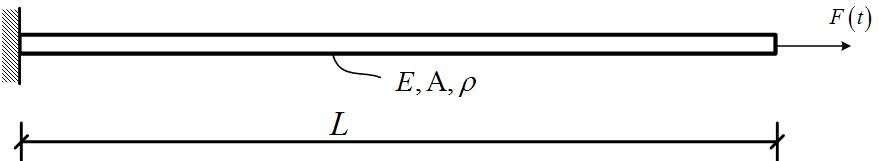 F(t)
E, A, ρ
L